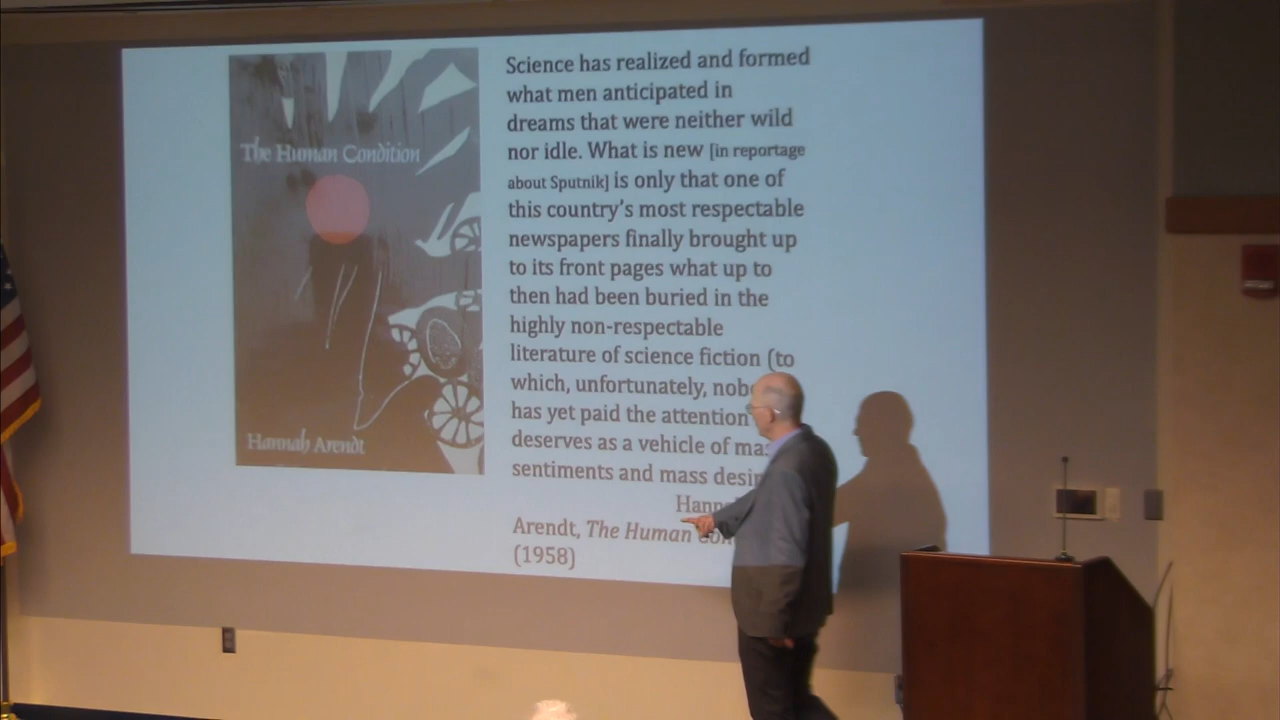 The Human Condition
Hannah Arendt
Science has realized and formed
what men anticipated in
dreams that were neither wild
nor idle. What is new [in reportage
about Sputnik] is only that one of
this country's most respectable
newspapers finally brought up
to its front pages what up to
then had been buried in the
highly non-respectable
literature of science fiction (to
which, unfortunately,
has yet paid the attention
deserves as a vehicle of
sentiments and mass
Arendt, The Human
(1958)